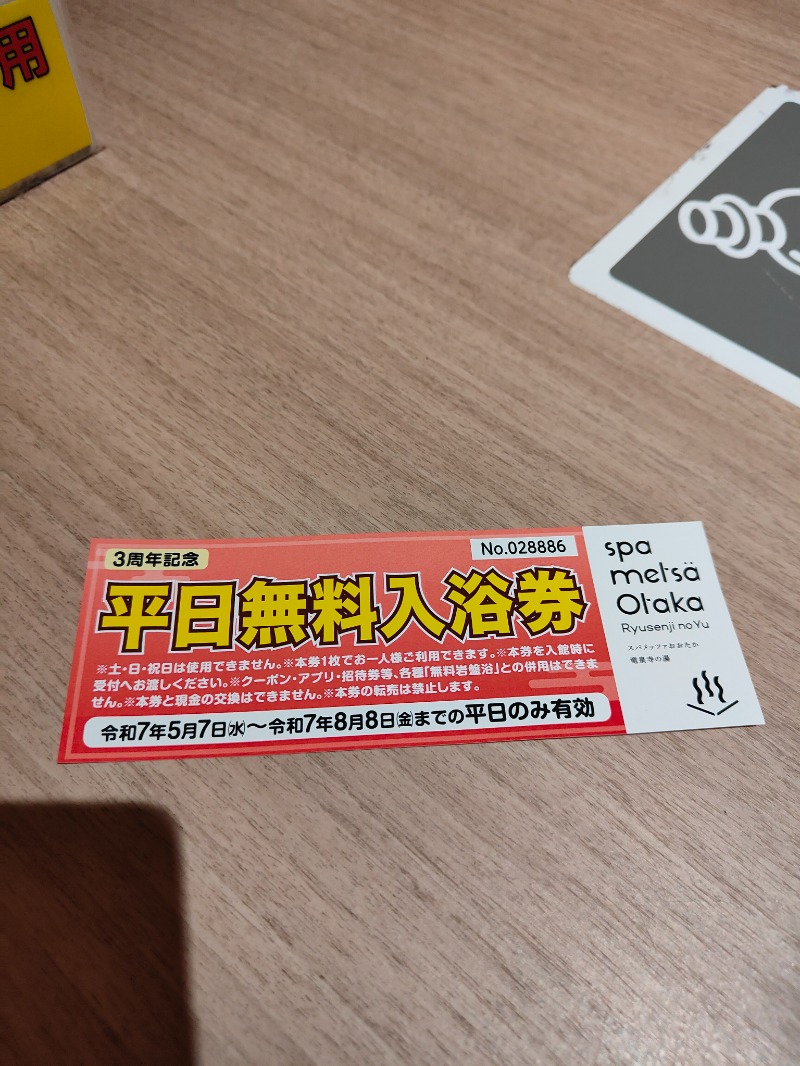 用
3周年記念
No.028886
平日無料入浴券
※土・日・祝日は使用できません。※本券1枚でお一人様ご利用できます。※本券を入館時に
受付へお渡しください。※クーポン・アプリ・招待券等、各種「無料岩盤浴」との併用はできま
せん。※本券と現金の交換はできません。※本券の転売は禁止します。
令和7年5月7日㈬～令和7年8月8日㈮までの平日のみ有効
spa
metsä
Otaka
Ryusenji noYu
スパメッツァおおたか
竜泉寺の湯